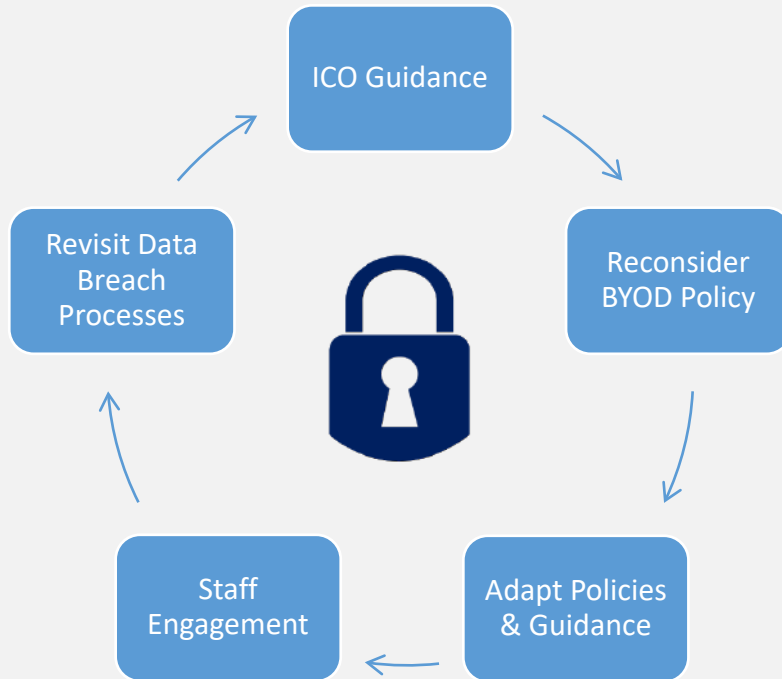 ICO Guidance
Reconsider
BYOD Policy
Adapt Policies
& Guidance
Staff
Engagement
Revisit Data
Breach
Processes